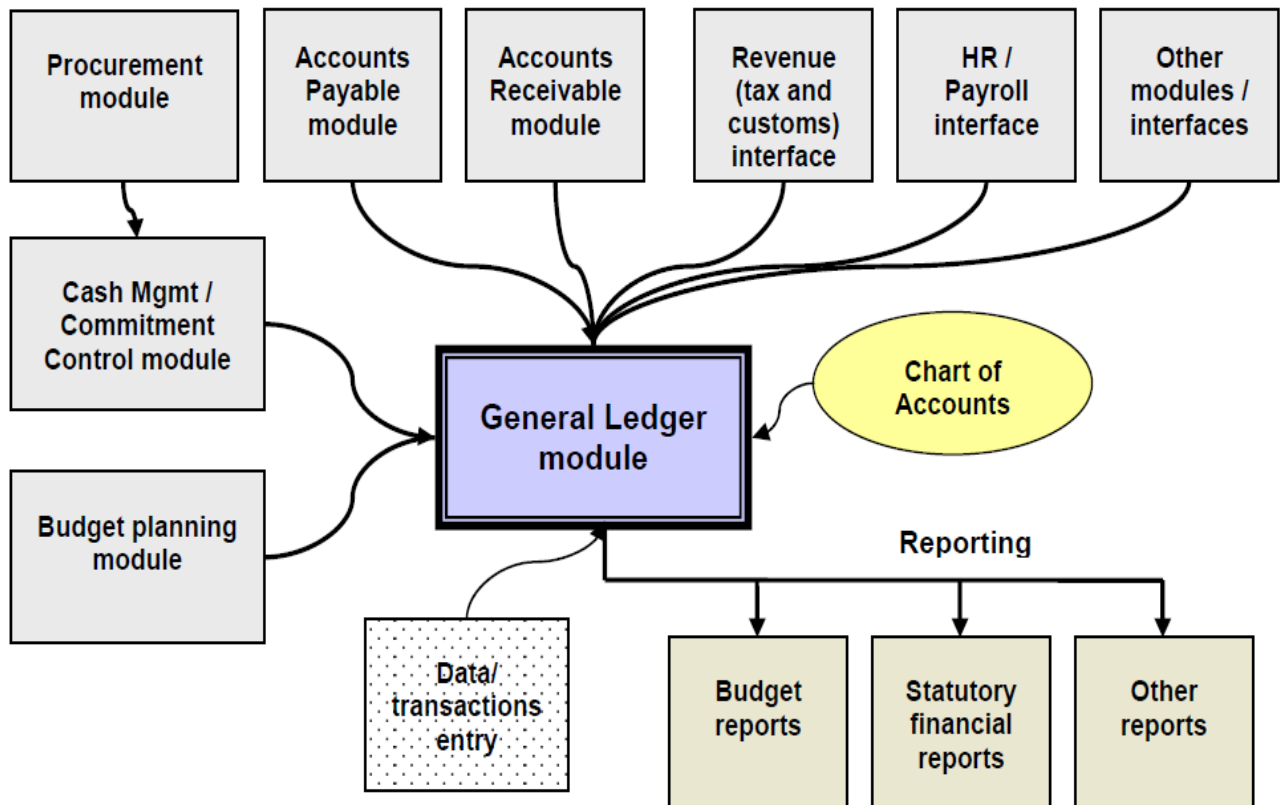 Procurement
module
Accounts
Payable
module
Accounts
Receivable
module
Revenue
(tax and
customs)
interface
HR /
Payroll
interface
Other
modules /
interfaces
Cash Mgmt /
Commitment
Control module
Chart of
Accounts
General Ledger
module
Budget planning
module
Reporting
Data/
transactions
entry
Budget
reports
Statutory
financial
reports
Other
reports